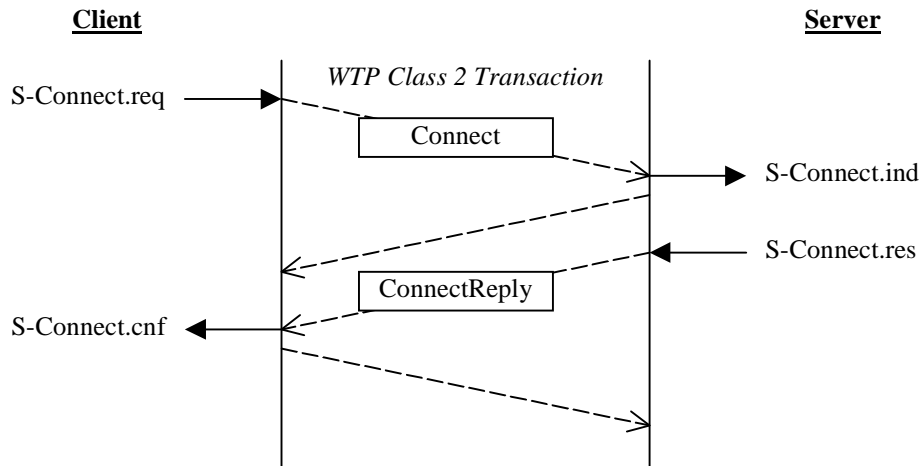 Client
Server
WTP Class 2 Transaction
S-Connect.req
Connect
S-Connect.ind
S-Connect.res
ConnectReply
S-Connect.cnf